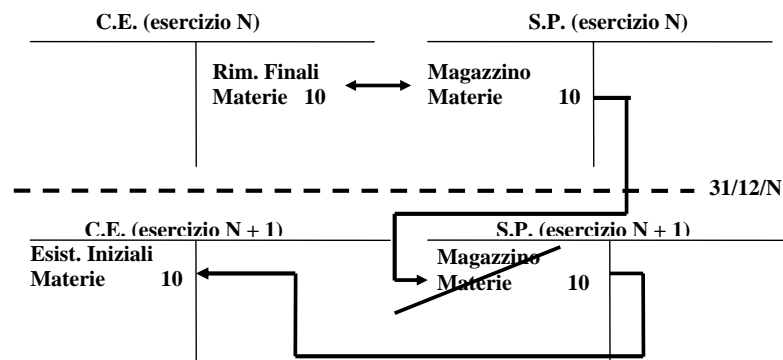 C.E. (esercizio N) S.P. (esercizio N)
Rim. Finali
Materie 10
Magazzino
Materie 10
31/12/N
C.E. (esercizio N + 1) S.P. (esercizio N + 1)
Esist. Iniziali
Materie 10
Magazzino
Materie 10